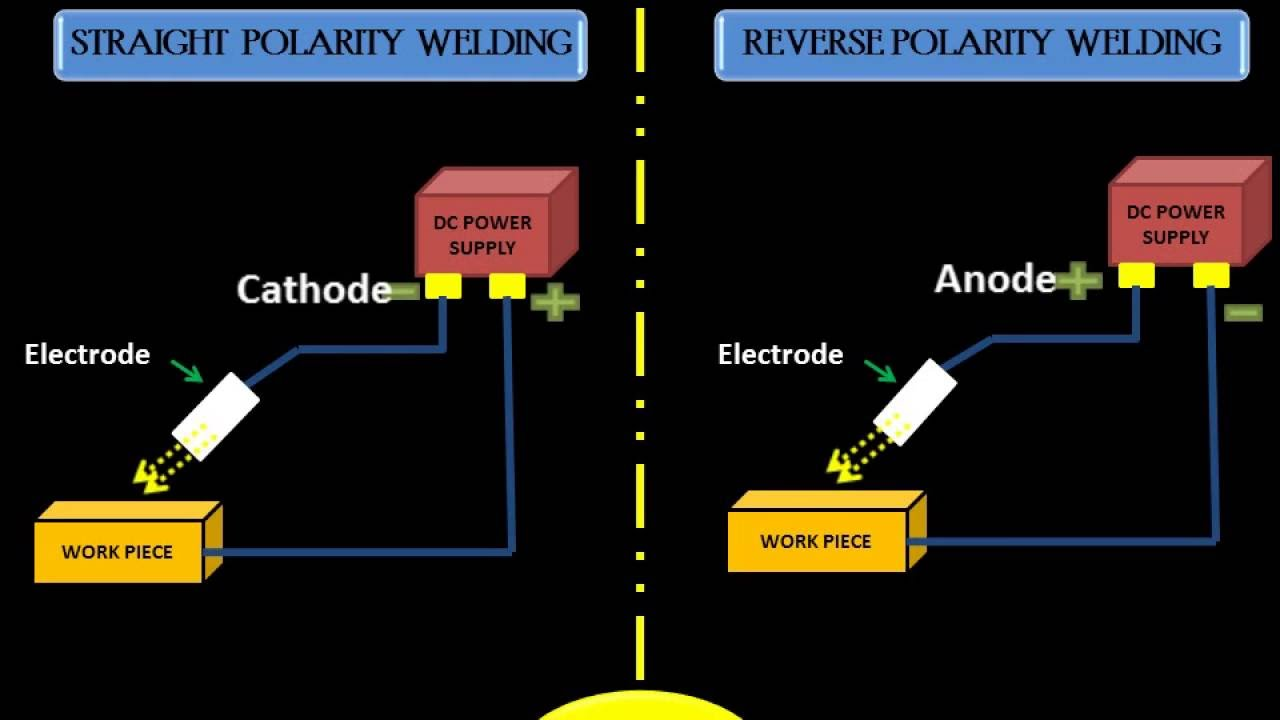 STRAIGHT POLARITY WELDING
DC POWER
SUPPLY
Cathode −
+
Electrode
WORK PIECE
REVERSE POLARITY WELDING
DC POWER
SUPPLY
Anode +
−
Electrode
WORK PIECE